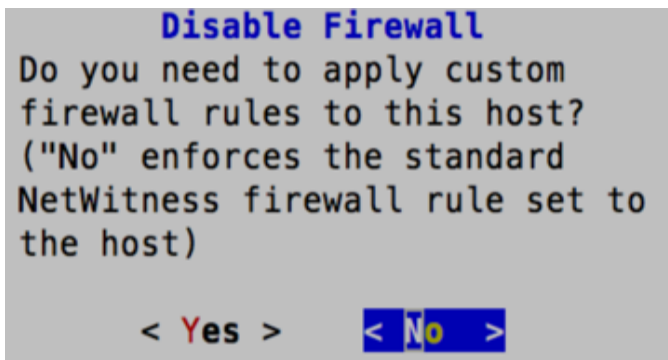 Disable Firewall
Do you need to apply custom
firewall rules to this host?
("No" enforces the standard
NetWitness firewall rule set to
the host)
< Yes > < No >